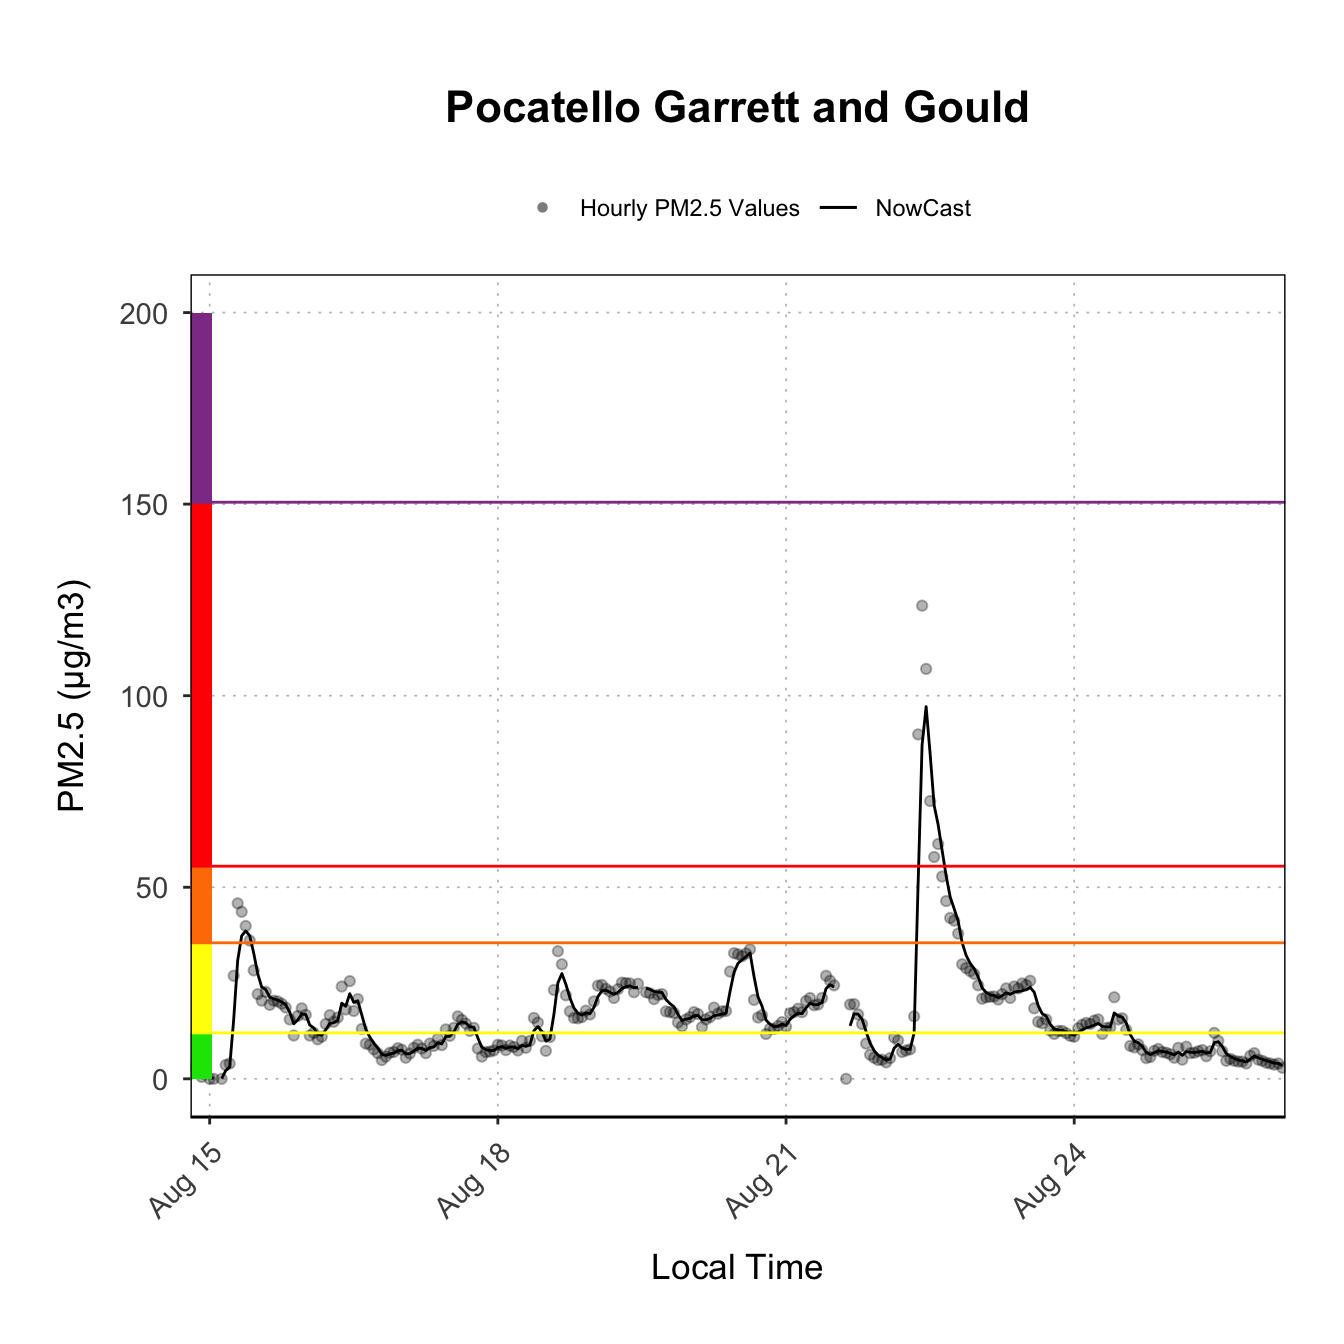 Pocatello Garrett and Gould
Hourly PM2.5 Values
NowCast
200
150
100
50
0
PM2.5 (µg/m3)
Aug 15
Aug 18
Aug 21
Aug 24
Local Time